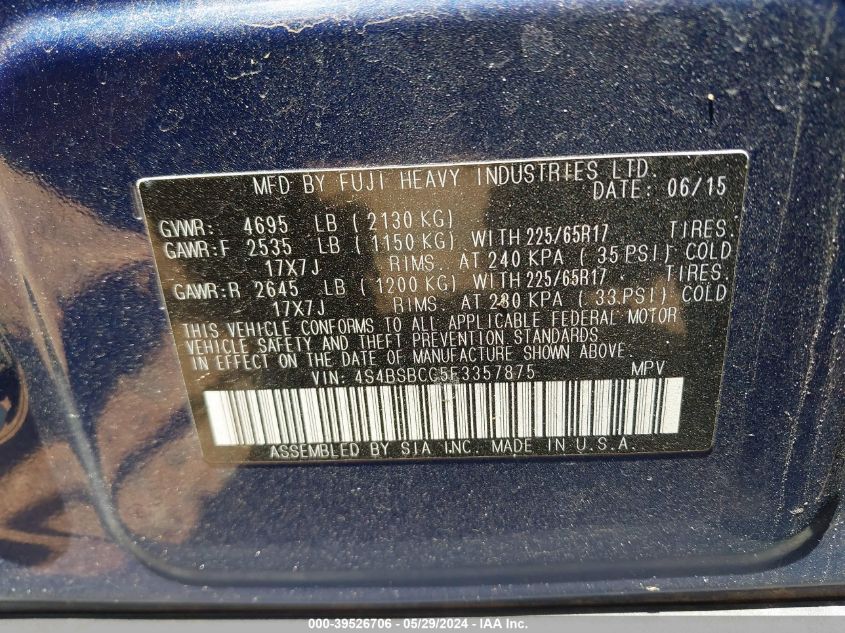 MFD BY FUJI HEAVY INDUSTRIES LTD.
DATE: 06/15
GVWR: 4695 LB ( 2130 KG)
GAWR:F 2535 LB ( 1150 KG) WITH 225/65R17 TIRES,
17X7J RIMS, AT 240 KPA ( 35 PSI) COLD
GAWR:R 2645 LB ( 1200 KG) WITH 225/65R17 TIRES,
17X7J RIMS, AT 230 KPA ( 33 PSI) COLD
THIS VEHICLE CONFORMS TO ALL APPLICABLE FEDERAL MOTOR
VEHICLE SAFETY AND THEFT PREVENTION STANDARDS
IN EFFECT ON THE DATE OF MANUFACTURE SHOWN ABOVE.
VIN: 4S4BSBCC5F3357875 MPV
ASSEMBLED BY SIA INC. MADE IN U.S.A.
000-39526706 - 05/29/2024 - IAA Inc.